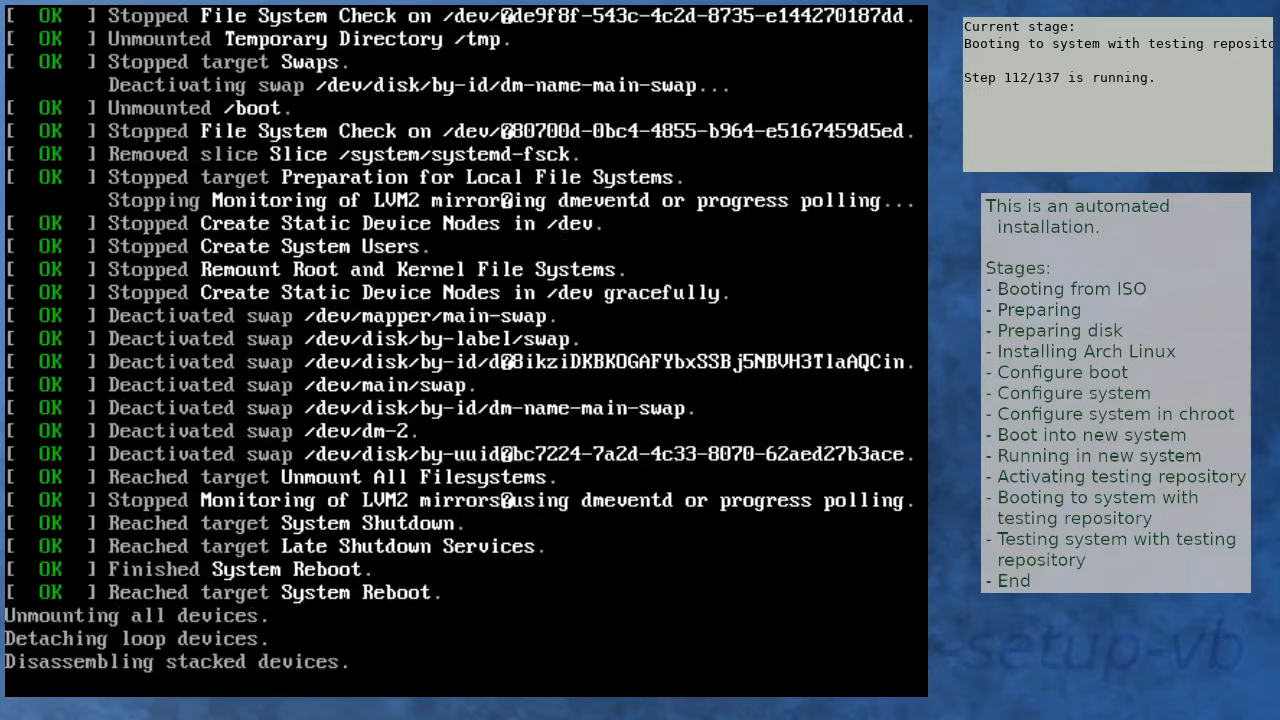 [  OK  ] Stopped File System Check on /dev/�de9f8f-543c-4c2d-8735-e144270187dd.
[  OK  ] Unmounted Temporary Directory /tmp.
[  OK  ] Stopped target Swaps.
Deactivating swap /dev/disk/by-id/dm-name-main-swap...
[  OK  ] Unmounted /boot.
[  OK  ] Stopped File System Check on /dev/�80700d-0bc4-4855-b964-e5167459d5ed.
[  OK  ] Removed slice Slice /system/systemd-fsck.
[  OK  ] Stopped target Preparation for Local File Systems.
Stopping Monitoring of LVM2 mirror�ing dmeventd or progress polling...
[  OK  ] Stopped Create Static Device Nodes in /dev.
[  OK  ] Stopped Create System Users.
[  OK  ] Stopped Remount Root and Kernel File Systems.
[  OK  ] Stopped Create Static Device Nodes in /dev gracefully.
[  OK  ] Deactivated swap /dev/mapper/main-swap.
[  OK  ] Deactivated swap /dev/disk/by-label/swap.
[  OK  ] Deactivated swap /dev/disk/by-id/d�8ikziDKBKOGAFYbxSSBj5NBVH3TlaAQCin.
[  OK  ] Deactivated swap /dev/main/swap.
[  OK  ] Deactivated swap /dev/disk/by-id/dm-name-main-swap.
[  OK  ] Deactivated swap /dev/dm-2.
[  OK  ] Deactivated swap /dev/disk/by-uuid�bc7224-7a2d-4c33-8070-62aed27b3ace.
[  OK  ] Reached target Unmount All Filesystems.
[  OK  ] Stopped Monitoring of LVM2 mirrors�using dmeventd or progress polling.
[  OK  ] Reached target System Shutdown.
[  OK  ] Reached target Late Shutdown Services.
[  OK  ] Finished System Reboot.
[  OK  ] Reached target System Reboot.
Unmounting all devices.
Detaching loop devices.
Disassembling stacked devices.
Current stage:
Booting to system with testing reposito
Step 112/137 is running.
This is an automated
installation.
Stages:
- Booting from ISO
- Preparing
- Preparing disk
- Installing Arch Linux
- Configure boot
- Configure system
- Configure system in chroot
- Boot into new system
- Running in new system
- Activating testing repository
- Booting to system with
testing repository
- Testing system with testing
repository
- End
-setup-vb